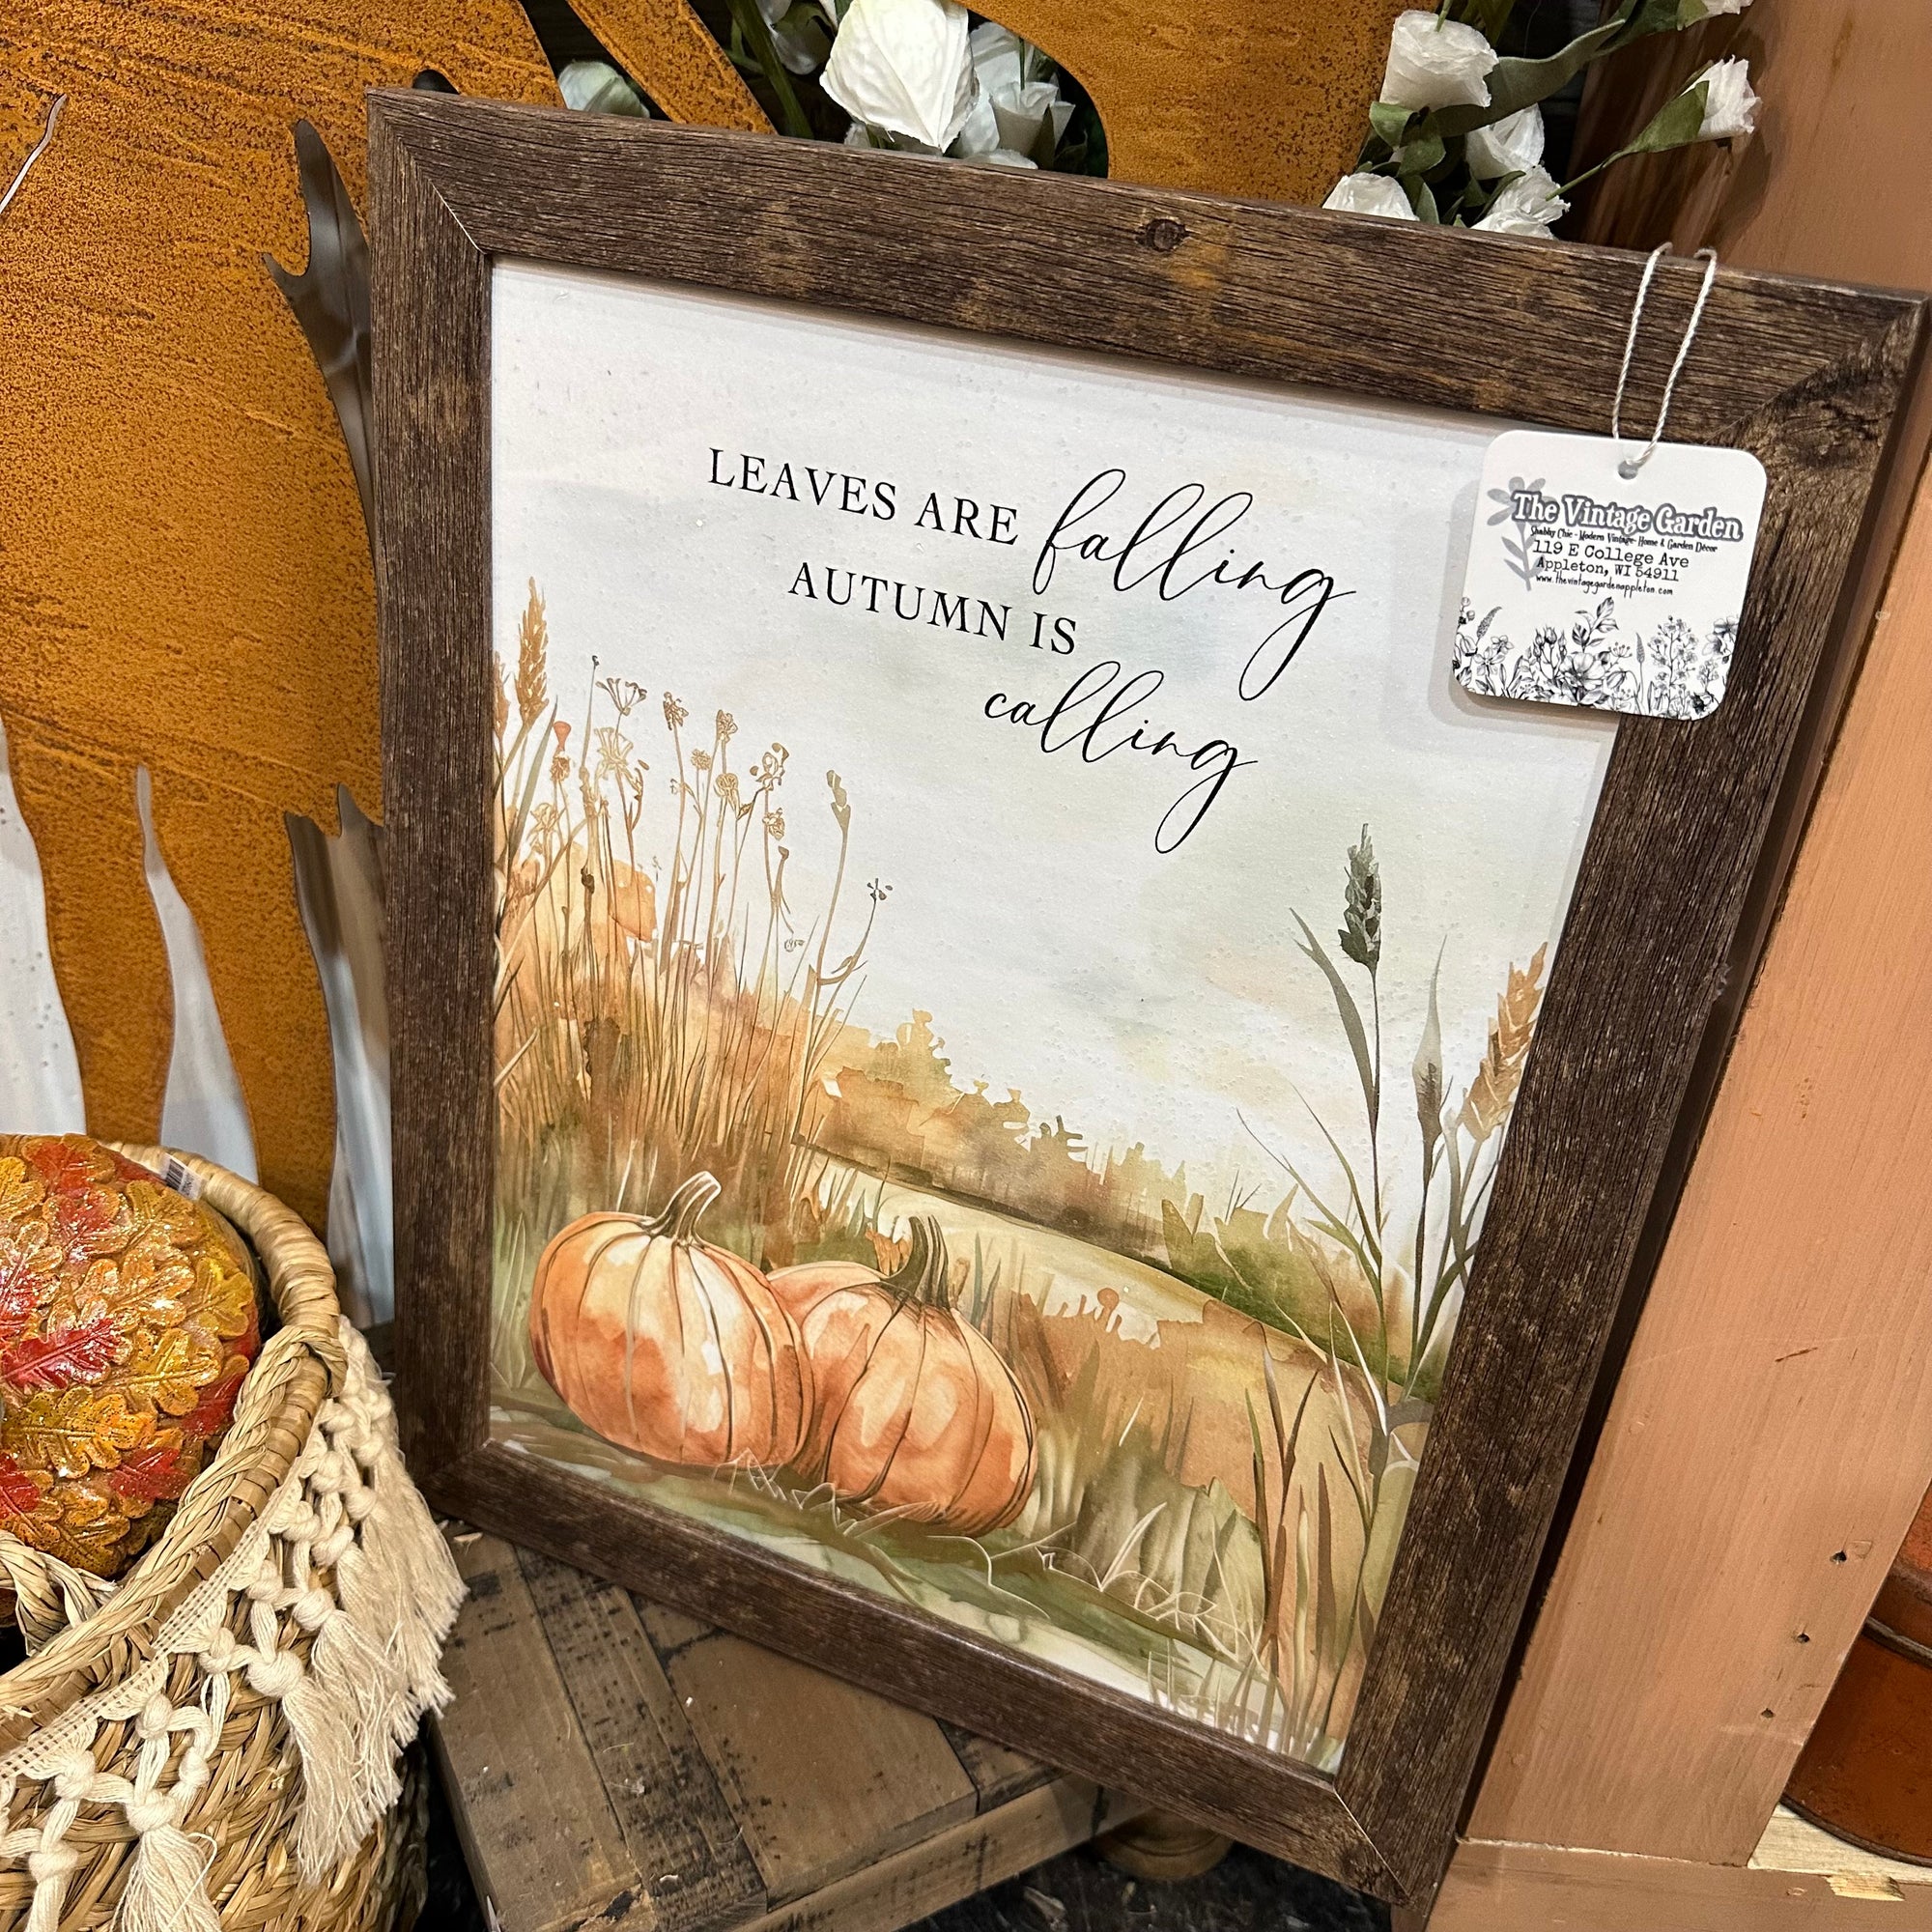 LEAVES ARE falling
AUTUMN IS
calling
The Vintage Garden
Shabby Chic - Modern Vintage - Home & Garden Décor
119 E College Ave
Appleton, WI 54911
www.thevintagegardenappleton.com